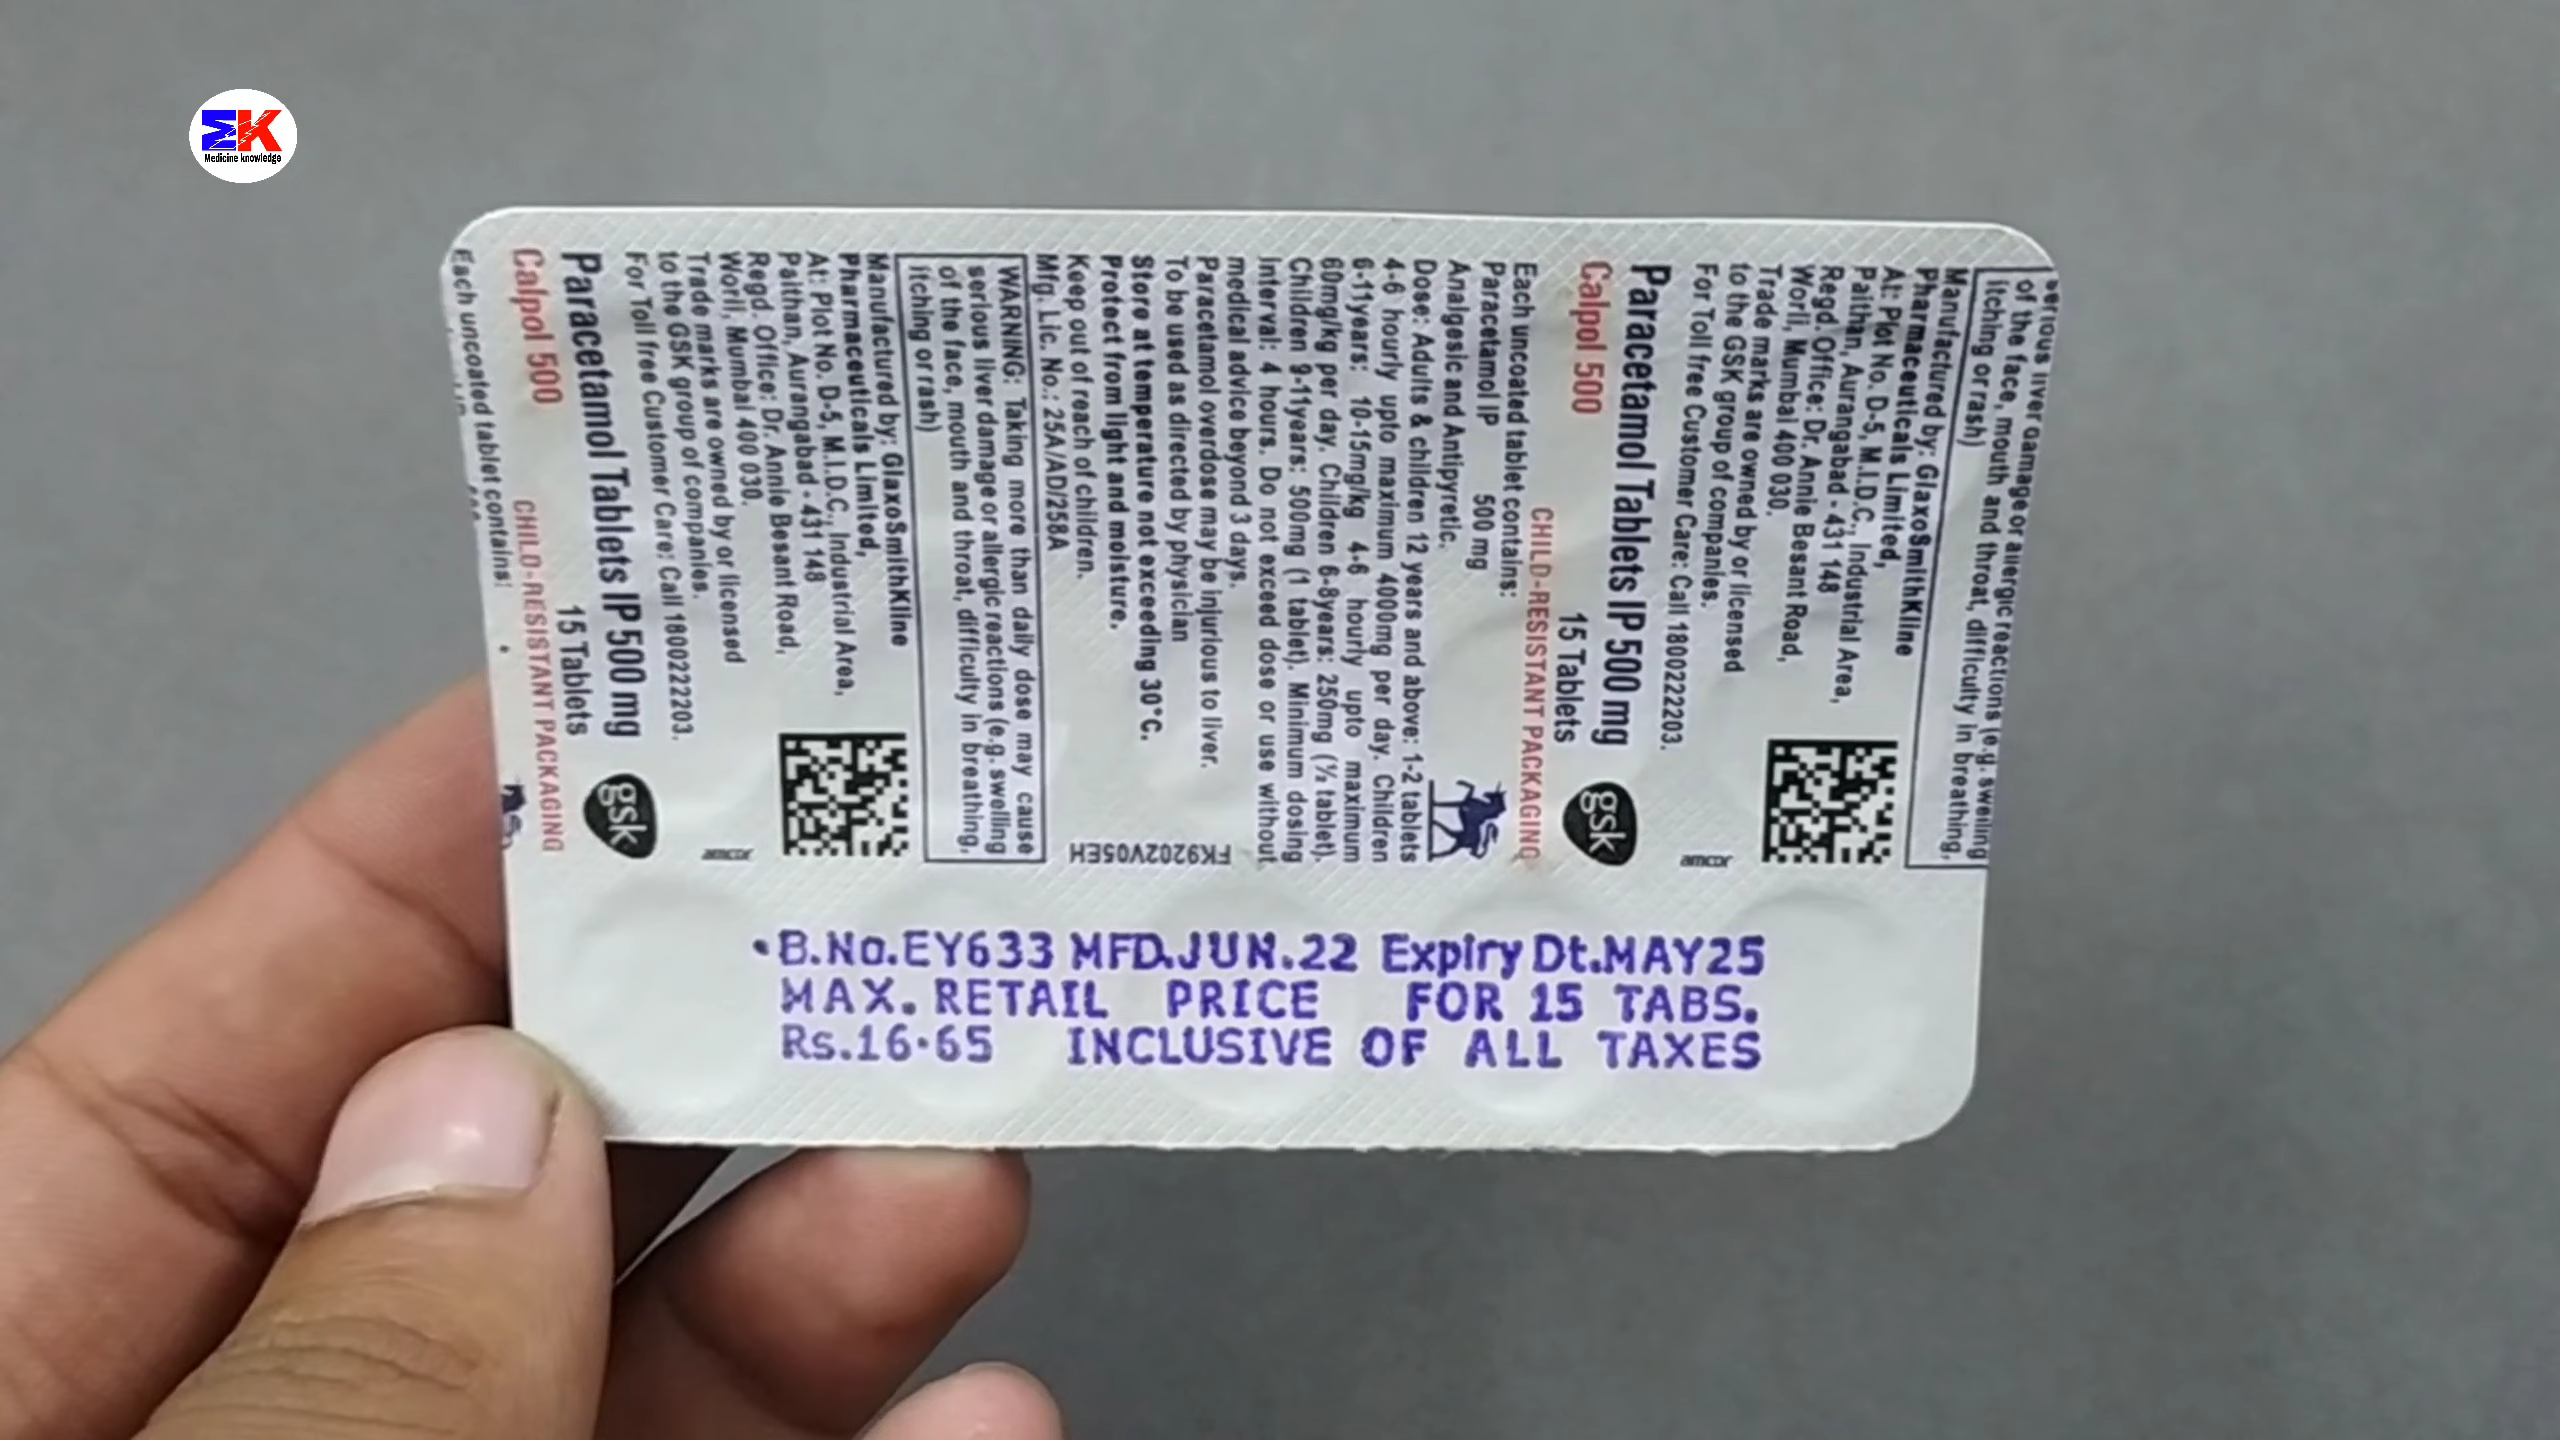 EK
Medicine knowledge
Each uncoated tablet contains:
Calpol 500 CHILD-RESISTANT PACKAGING
15 Tablets
Paracetamol Tablets IP 500 mg
gsk
For Toll free Customer Care: Call 1800222203.
to the GSK group of companies.
Trade marks are owned by or licensed
Worli, Mumbai 400 030.
Regd. Office: Dr. Annie Besant Road,
Paithan, Aurangabad - 431 148
At: Plot No. D-5, M.I.D.C., Industrial Area,
Pharmaceuticals Limited,
Manufactured by: GlaxoSmithKline
amcor
serious liver damage or allergic reactions (e.g. swelling
of the face, mouth and throat, difficulty in breathing,
itching or rash)
Manufactured by: GlaxoSmithKline
Pharmaceuticals Limited,
At: Plot No. D-5, M.I.D.C., Industrial Area,
Paithan, Aurangabad - 431 148
Regd. Office: Dr. Annie Besant Road,
Worli, Mumbai 400 030.
Trade marks are owned by or licensed
to the GSK group of companies.
For Toll free Customer Care: Call 1800222203.
amcor
Paracetamol Tablets IP 500 mg
gsk
15 Tablets
Calpol 500 CHILD-RESISTANT PACKAGING
Each uncoated tablet contains:
Paracetamol IP 500 mg
Analgesic and Antipyretic.
Dose: Adults & children 12 years and above: 1-2 tablets
4-6 hourly upto maximum 4000mg per day. Children
6-11years: 10-15mg/kg 4-6 hourly upto maximum
60mg/kg per day. Children 6-8years: 250mg (½ tablet).
Children 9-11years: 500mg (1 tablet). Minimum dosing
Interval: 4 hours. Do not exceed dose or use without
medical advice beyond 3 days.
Paracetamol overdose may be injurious to liver.
To be used as directed by physician
Store at temperature not exceeding 30°C.
Protect from light and moisture.
Keep out of reach of children.
Mfg. Lic. No.: 25A/AD/258A
FK9202V05EH
WARNING: Taking more than daily dose may cause
serious liver damage or allergic reactions (e.g. swelling
of the face, mouth and throat, difficulty in breathing,
itching or rash)
B.No.EY633 MFD.JUN.22 Expiry Dt.MAY25
MAX. RETAIL PRICE FOR 15 TABS.
Rs.16.65 INCLUSIVE OF ALL TAXES